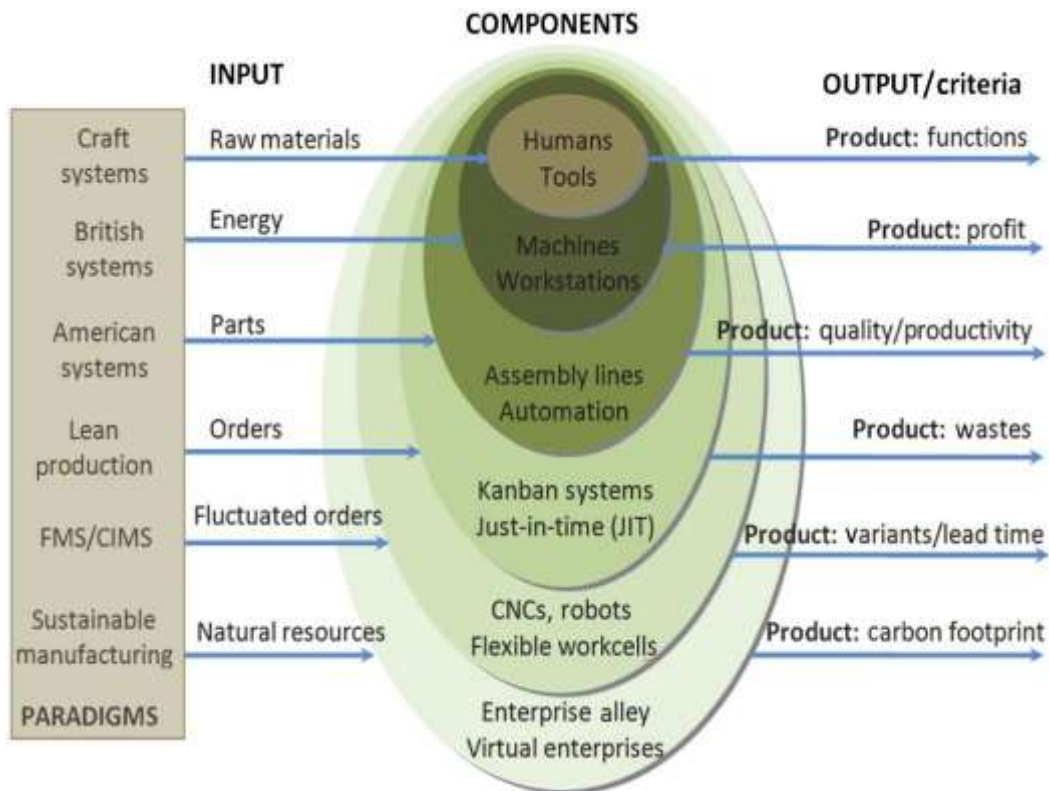 COMPONENTS
INPUT
OUTPUT/criteria
Craft
systems
Raw materials
Humans
Tools
Product: functions
British
systems
Energy
Machines
Workstations
Product: profit
American
systems
Parts
Assembly lines
Automation
Product: quality/productivity
Lean
production
Orders
Kanban systems
Just-in-time (JIT)
Product: wastes
FMS/CIMS
Fluctuated orders
CNCs, robots
Flexible workcells
Product: variants/lead time
Sustainable
manufacturing
Natural resources
Enterprise alley
Virtual enterprises
Product: carbon footprint
PARADIGMS